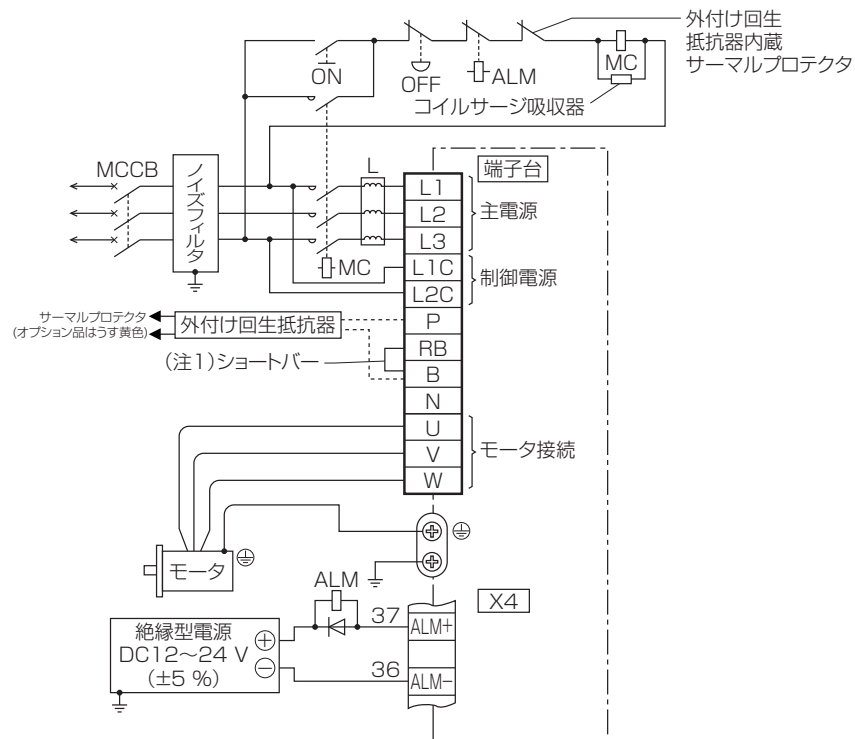 外付け回生
抵抗器内蔵
サーマルプロテクタ
ON
OFF
ALM
MC
コイルサージ吸収器
MCCB
ノイズフィルタ
L
MC
端子台
L1
L2
L3
主電源
L1C
L2C
制御電源
P
RB
B
N
U
V
W
モータ接続
サーマルプロテクタ
(オプション品はうす黄色)
外付け回生抵抗器
(注1)ショートバー
モータ
ALM
X4
絶縁型電源
DC12～24 V
(±5 %)
37
ALM+
36
ALM−